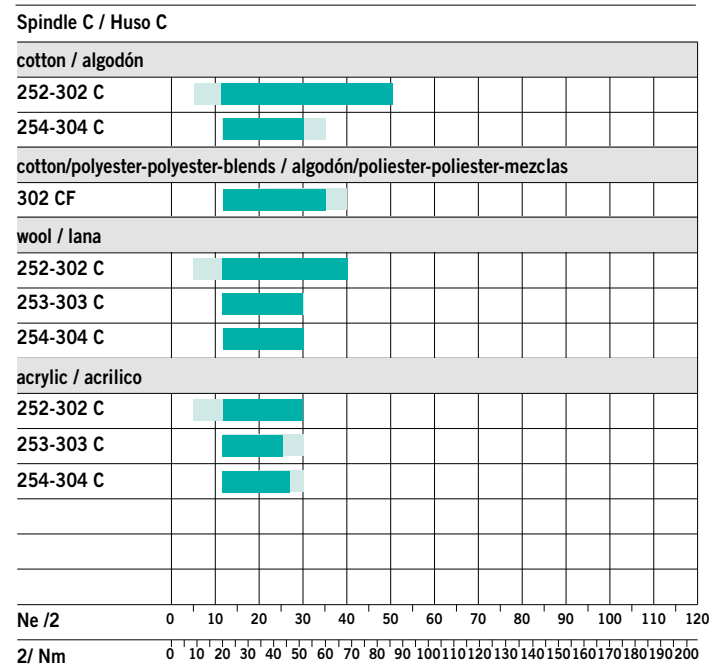 Spindle C / Huso C
cotton / algodón
252-302 C
254-304 C
cotton/polyester-polyester-blends / algodón/poliester-poliester-mezclas
302 CF
wool / lana
252-302 C
253-303 C
254-304 C
acrylic / acrilico
252-302 C
253-303 C
254-304 C
Ne /2 0 10 20 30 40 50 60 70 80 90 100 110 120
2/ Nm 0 10 20 30 40 50 60 70 80 90 100 110 120 130 140 150 160 170 180 190 200